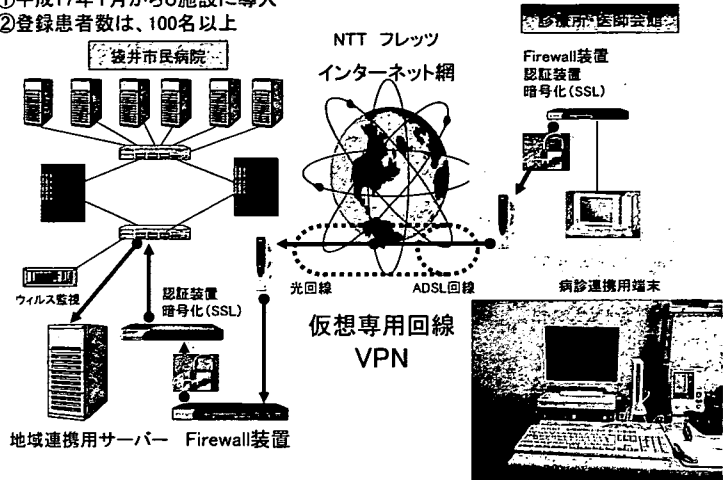 ①平成17年1月から
施設に導入
②登録患者数は、100名以上
袋井市民病院
NTT フレッツ
インターネット網
診療所・医師会館
Firewall装置
認証装置
暗号化(SSL)
ウィルス監視
認証装置
暗号化(SSL)
光回線
ADSL回線
病診連携用端末
仮想専用回線
VPN
地域連携用サーバー
Firewall装置